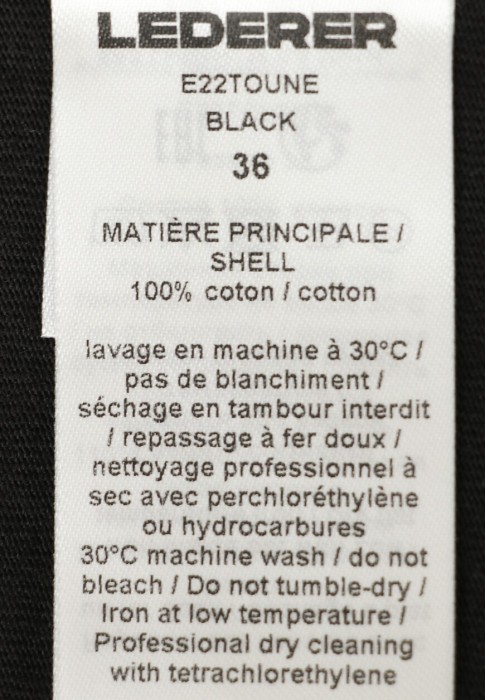 LEDERER
E22TOUNE
BLACK
36
MATIÈRE PRINCIPALE /
SHELL
100% coton / cotton
lavage en machine à 30°C /
pas de blanchiment /
séchage en tambour interdit
/ repassage à fer doux /
nettoyage professionnel à
sec avec perchloréthylène
ou hydrocarbures
30°C machine wash / do not
bleach / Do not tumble-dry /
Iron at low temperature /
Professional dry cleaning
with tetrachlorethylene